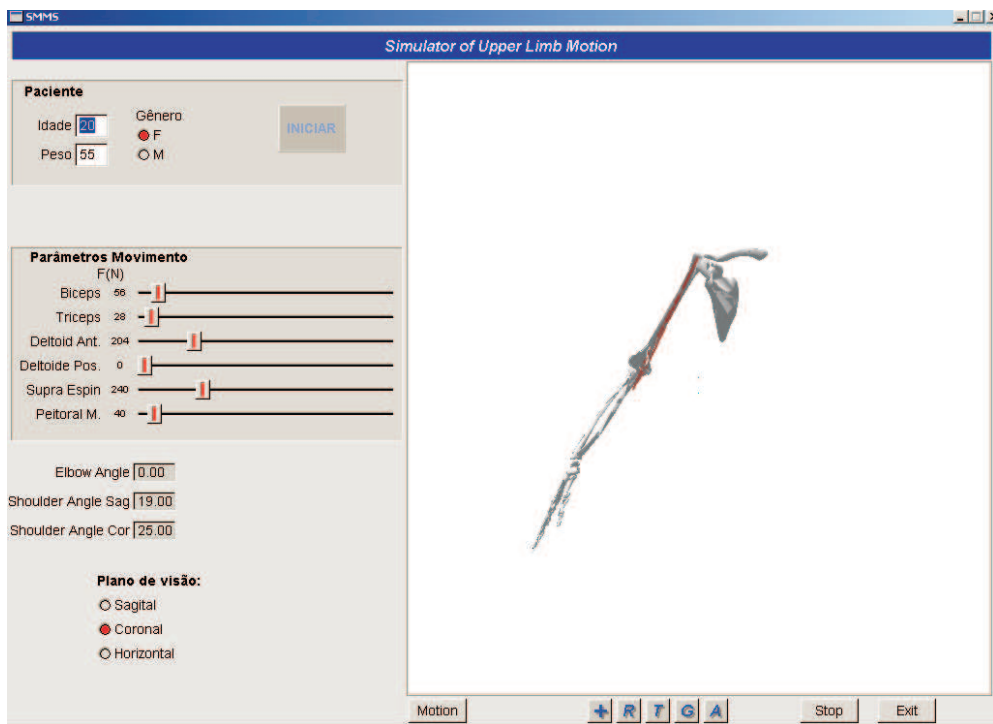 SMMS
Simulator of Upper Limb Motion
Paciente
Idade 20
Gênero
F
Peso 55
M
INICIAR
Parâmetros Movimento
F(N)
Biceps 56
Triceps 28
Deltoid Ant. 204
Deltoide Pos. 0
Supra Espin 240
Peitoral M. 40
Elbow Angle 0.00
Shoulder Angle Sag 19.00
Shoulder Angle Cor 25.00
Plano de visão:
Sagital
Coronal
Horizontal
Motion + R T G A Stop Exit